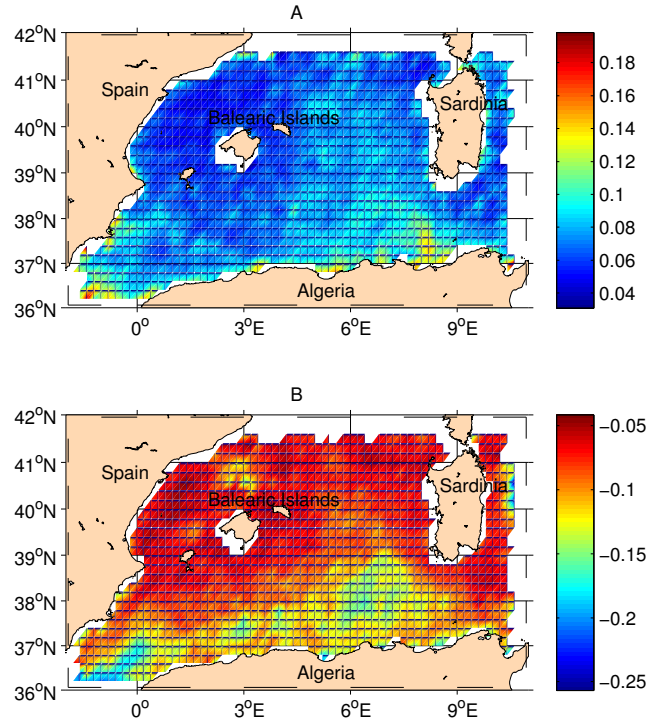 A
42°N
41°N
40°N
39°N
38°N
37°N
36°N
0°
3°E
6°E
9°E
Spain
Balearic Islands
Sardinia
Algeria
0.18
0.16
0.14
0.12
0.1
0.08
0.06
0.04
B
42°N
41°N
40°N
39°N
38°N
37°N
36°N
0°
3°E
6°E
9°E
Spain
Balearic Islands
Sardinia
Algeria
−0.05
−0.1
−0.15
−0.2
−0.25